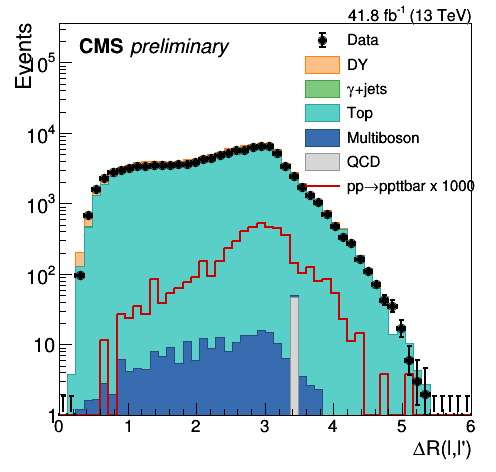 41.8 fb⁻¹ (13 TeV)
CMS preliminary
Data
DY
γ+jets
Top
Multiboson
QCD
pp→ppttbar x 1000
Events
10⁵
10⁴
10³
10²
10
1
0 1 2 3 4 5 6
ΔR(l,l')